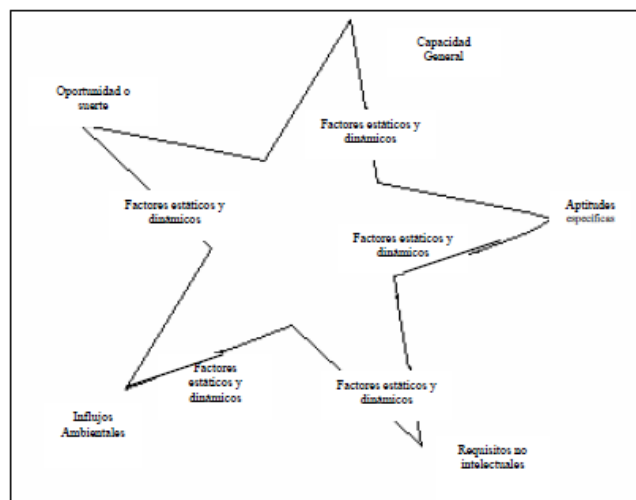 Capacidad
General
Oportunidad o
suerte
Factores estáticos y
dinámicos
Factores estáticos y
dinámicos
Aptitudes
específicas
Factores estáticos y
dinámicos
Factores
estáticos y
dinámicos
Factores estáticos y
dinámicos
Influjos
Ambientales
Requisitos no
intelectuales